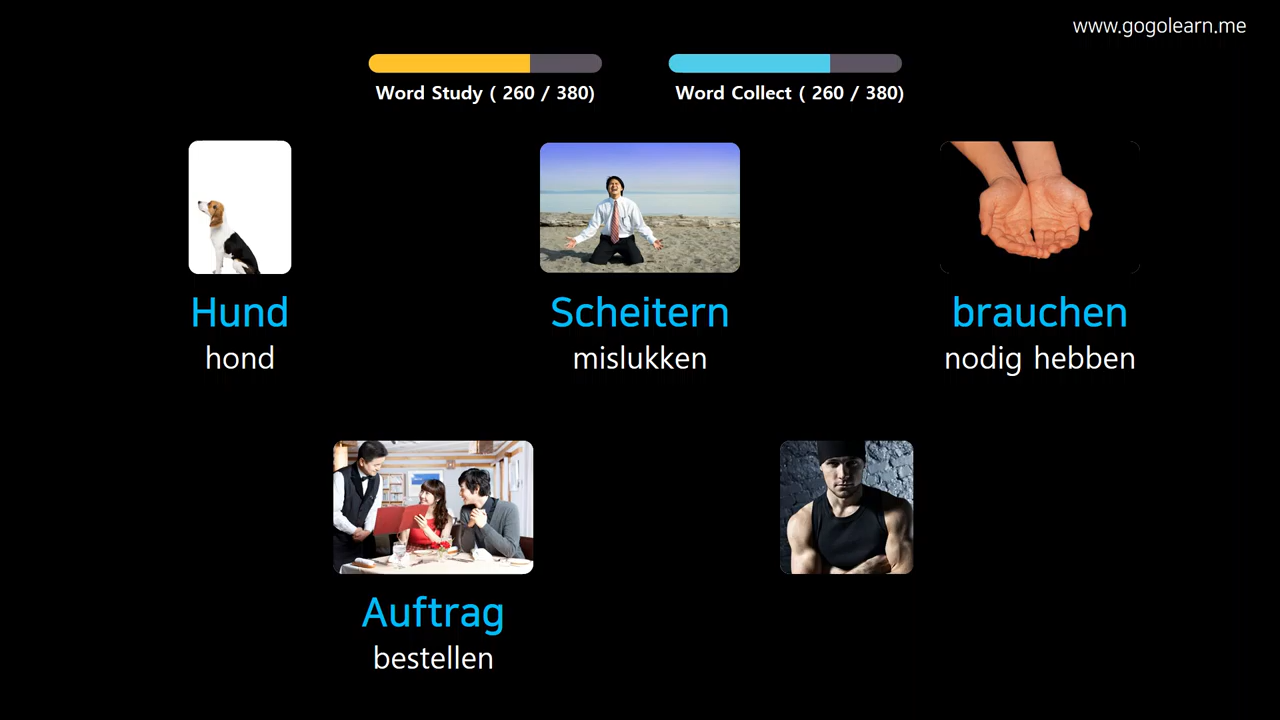 www.gogolearn.me
Word Study ( 260 / 380)
Word Collect ( 260 / 380)
Hund
hond
Scheitern
mislukken
brauchen
nodig hebben
Auftrag
bestellen